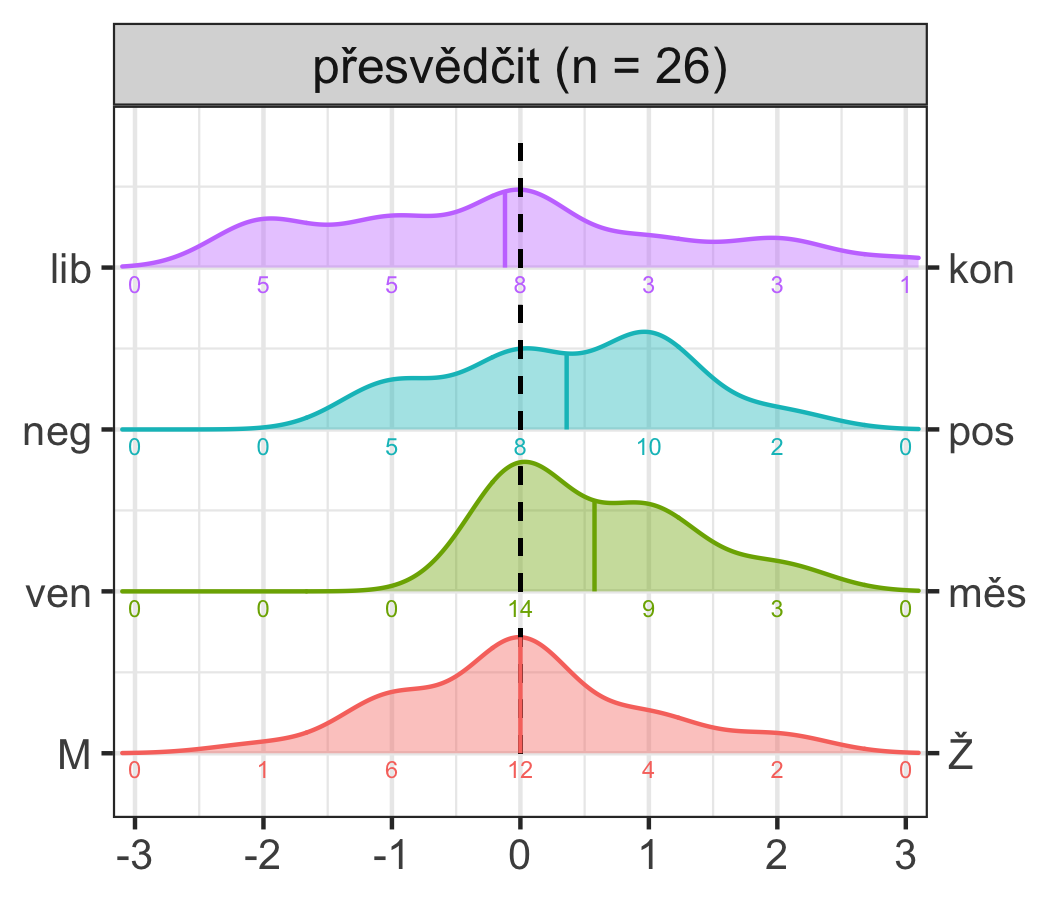 přesvědčit (n = 26)
lib kon
0 5 5 8 3 3 1
neg pos
0 0 5 8 10 2 0
ven měs
0 0 0 14 9 3 0
M Ž
0 1 6 12 4 2 0
-3 -2 -1 0 1 2 3